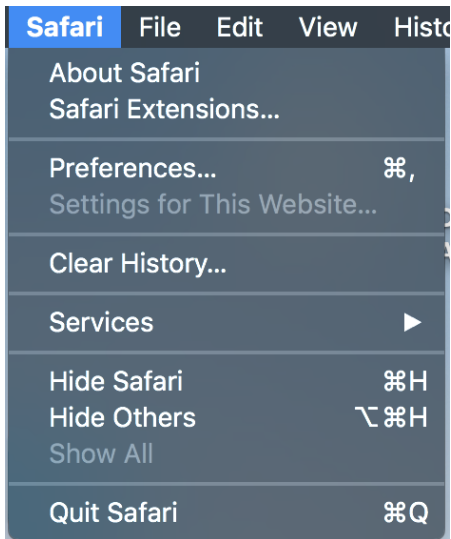 Safari File Edit View Histo
About Safari
Safari Extensions...
Preferences... ⌘,
Settings for This Website...
Clear History...
Services ▶
Hide Safari ⌘H
Hide Others ⌥⌘H
Show All
Quit Safari ⌘Q